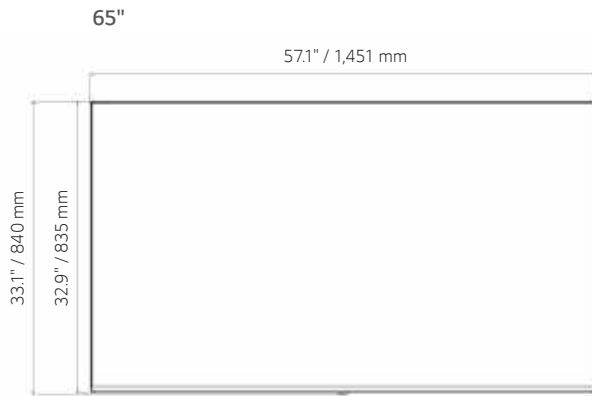 65"
57.1" / 1,451 mm
33.1" / 840 mm
32.9" / 835 mm